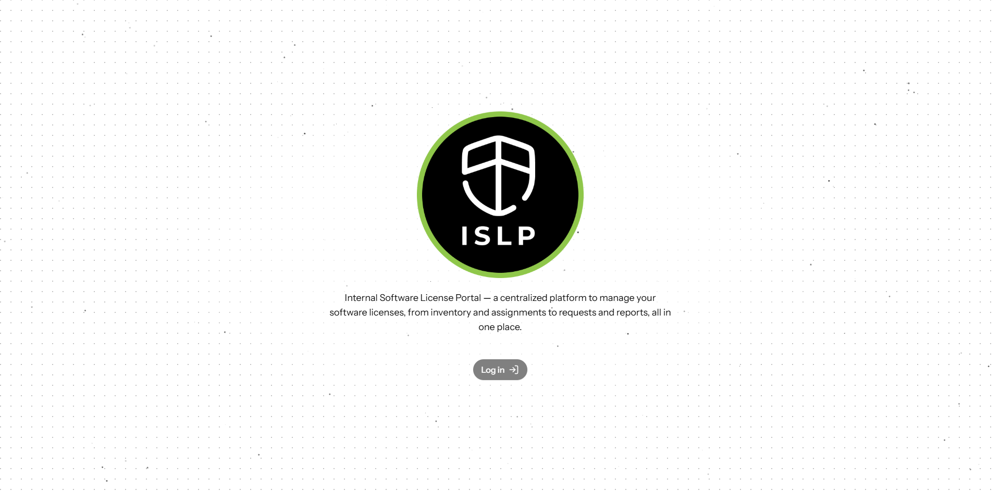 ISLP
Internal Software License Portal — a centralized platform to manage your
software licenses, from inventory and assignments to requests and reports, all in
one place.
Log in